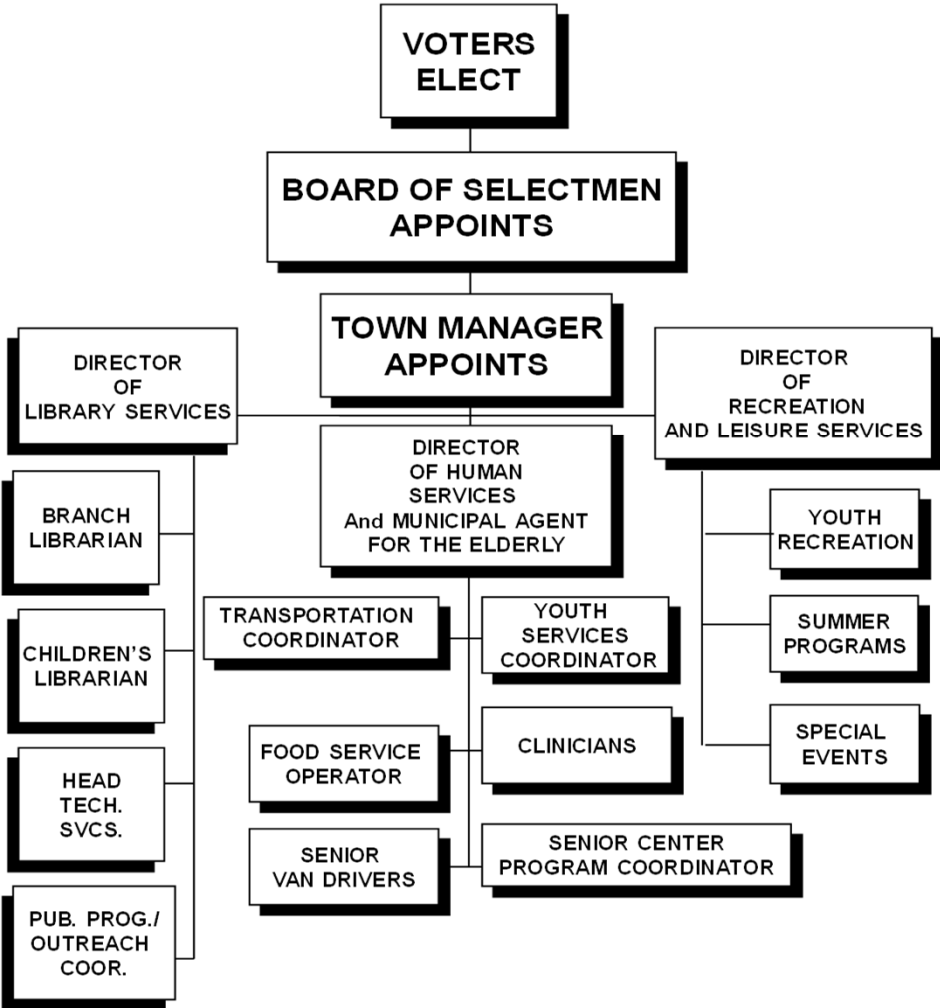 VOTERS
ELECT
BOARD OF SELECTMEN
APPOINTS
TOWN MANAGER
APPOINTS
DIRECTOR
OF
LIBRARY SERVICES
DIRECTOR
OF
RECREATION
AND LEISURE SERVICES
DIRECTOR
OF HUMAN
SERVICES
And MUNICIPAL AGENT
FOR THE ELDERLY
BRANCH
LIBRARIAN
CHILDREN'S
LIBRARIAN
HEAD
TECH.
SVCS.
PUB. PROG./
OUTREACH
COOR.
TRANSPORTATION
COORDINATOR
YOUTH
SERVICES
COORDINATOR
FOOD SERVICE
OPERATOR
CLINICIANS
SENIOR
VAN DRIVERS
SENIOR CENTER
PROGRAM COORDINATOR
YOUTH
RECREATION
SUMMER
PROGRAMS
SPECIAL
EVENTS